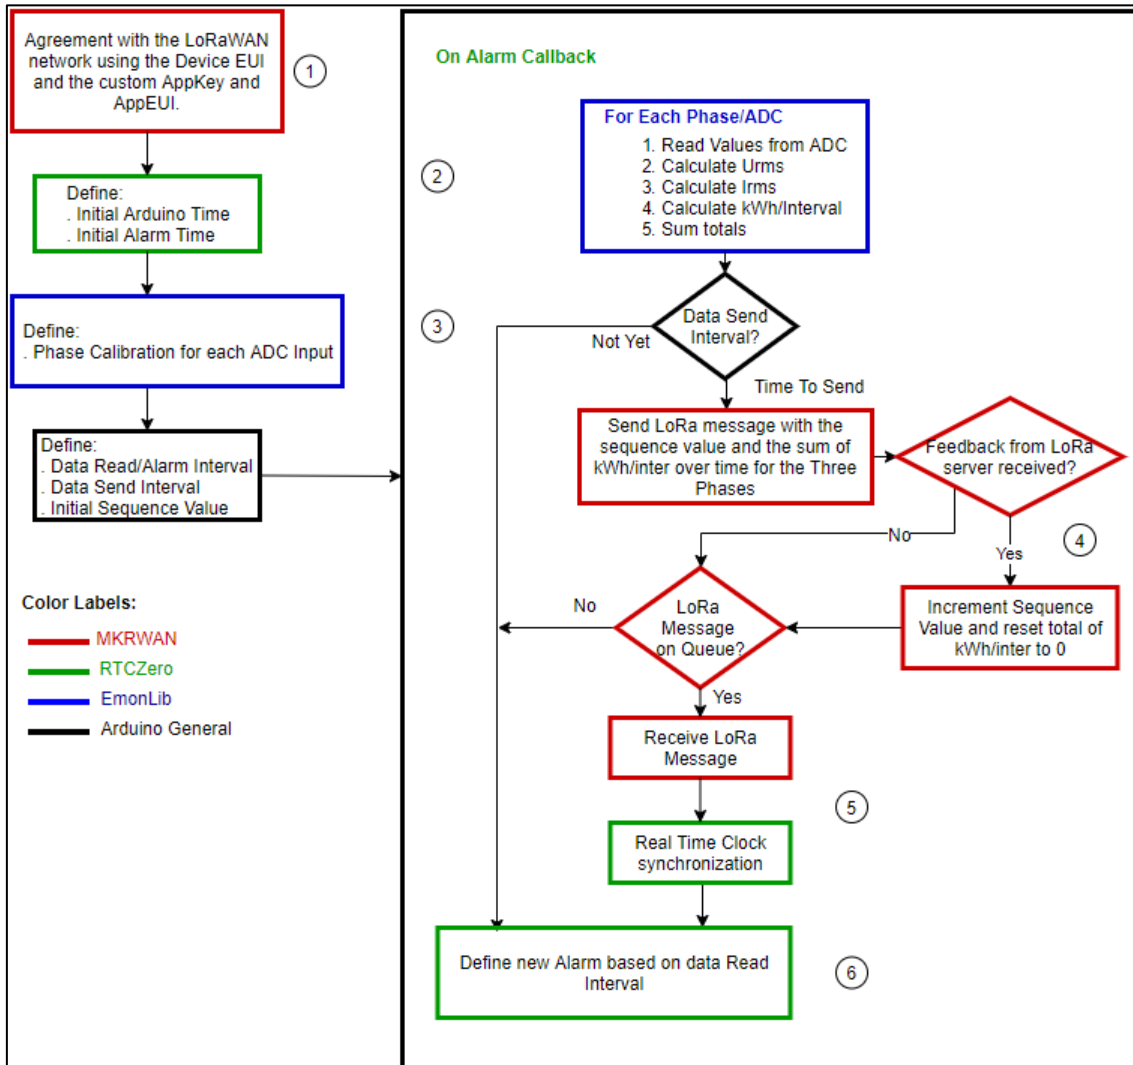 Agreement with the LoRaWAN
network using the Device EUI
and the custom AppKey and
AppEUI.
1
Define:
. Initial Arduino Time
. Initial Alarm Time
Define:
. Phase Calibration for each ADC Input
Define:
. Data Read/Alarm Interval
. Data Send Interval
. Initial Sequence Value
Color Labels:
MKRWAN
RTCZero
EmonLib
Arduino General
On Alarm Callback
2
For Each Phase/ADC
1. Read Values from ADC
2. Calculate Urms
3. Calculate Irms
4. Calculate kWh/Interval
5. Sum totals
3
Data Send
Interval?
Not Yet
Time To Send
Send LoRa message with the
sequence value and the sum of
kWh/inter over time for the Three
Phases
Feedback from LoRa
server received?
No
Yes
4
Increment Sequence
Value and reset total of
kWh/inter to 0
LoRa
Message
on Queue?
No
Yes
Receive LoRa
Message
5
Real Time Clock
synchronization
Define new Alarm based on data Read
Interval
6